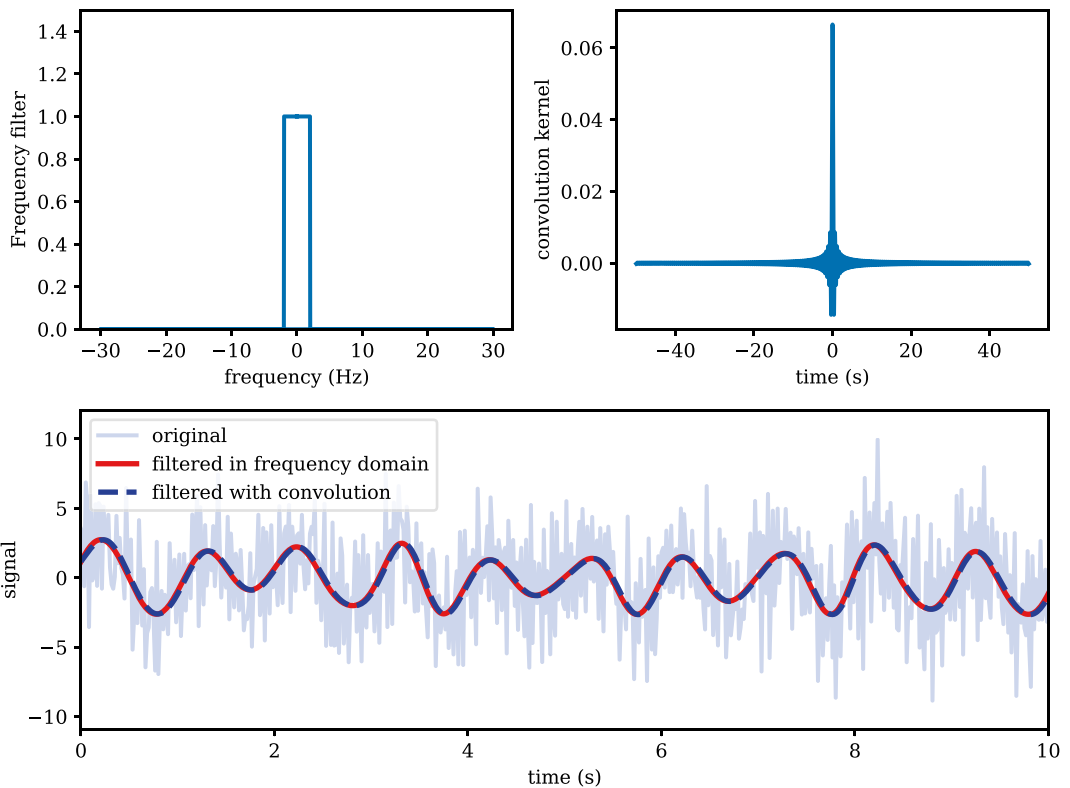 1.4
1.2
1.0
0.8
0.6
0.4
0.2
0.0
Frequency filter
−30 −20 −10 0 10 20 30
frequency (Hz)
0.06
0.04
0.02
0.00
convolution kernel
−40 −20 0 20 40
time (s)
original
filtered in frequency domain
filtered with convolution
10
5
0
−5
−10
signal
0 2 4 6 8 10
time (s)